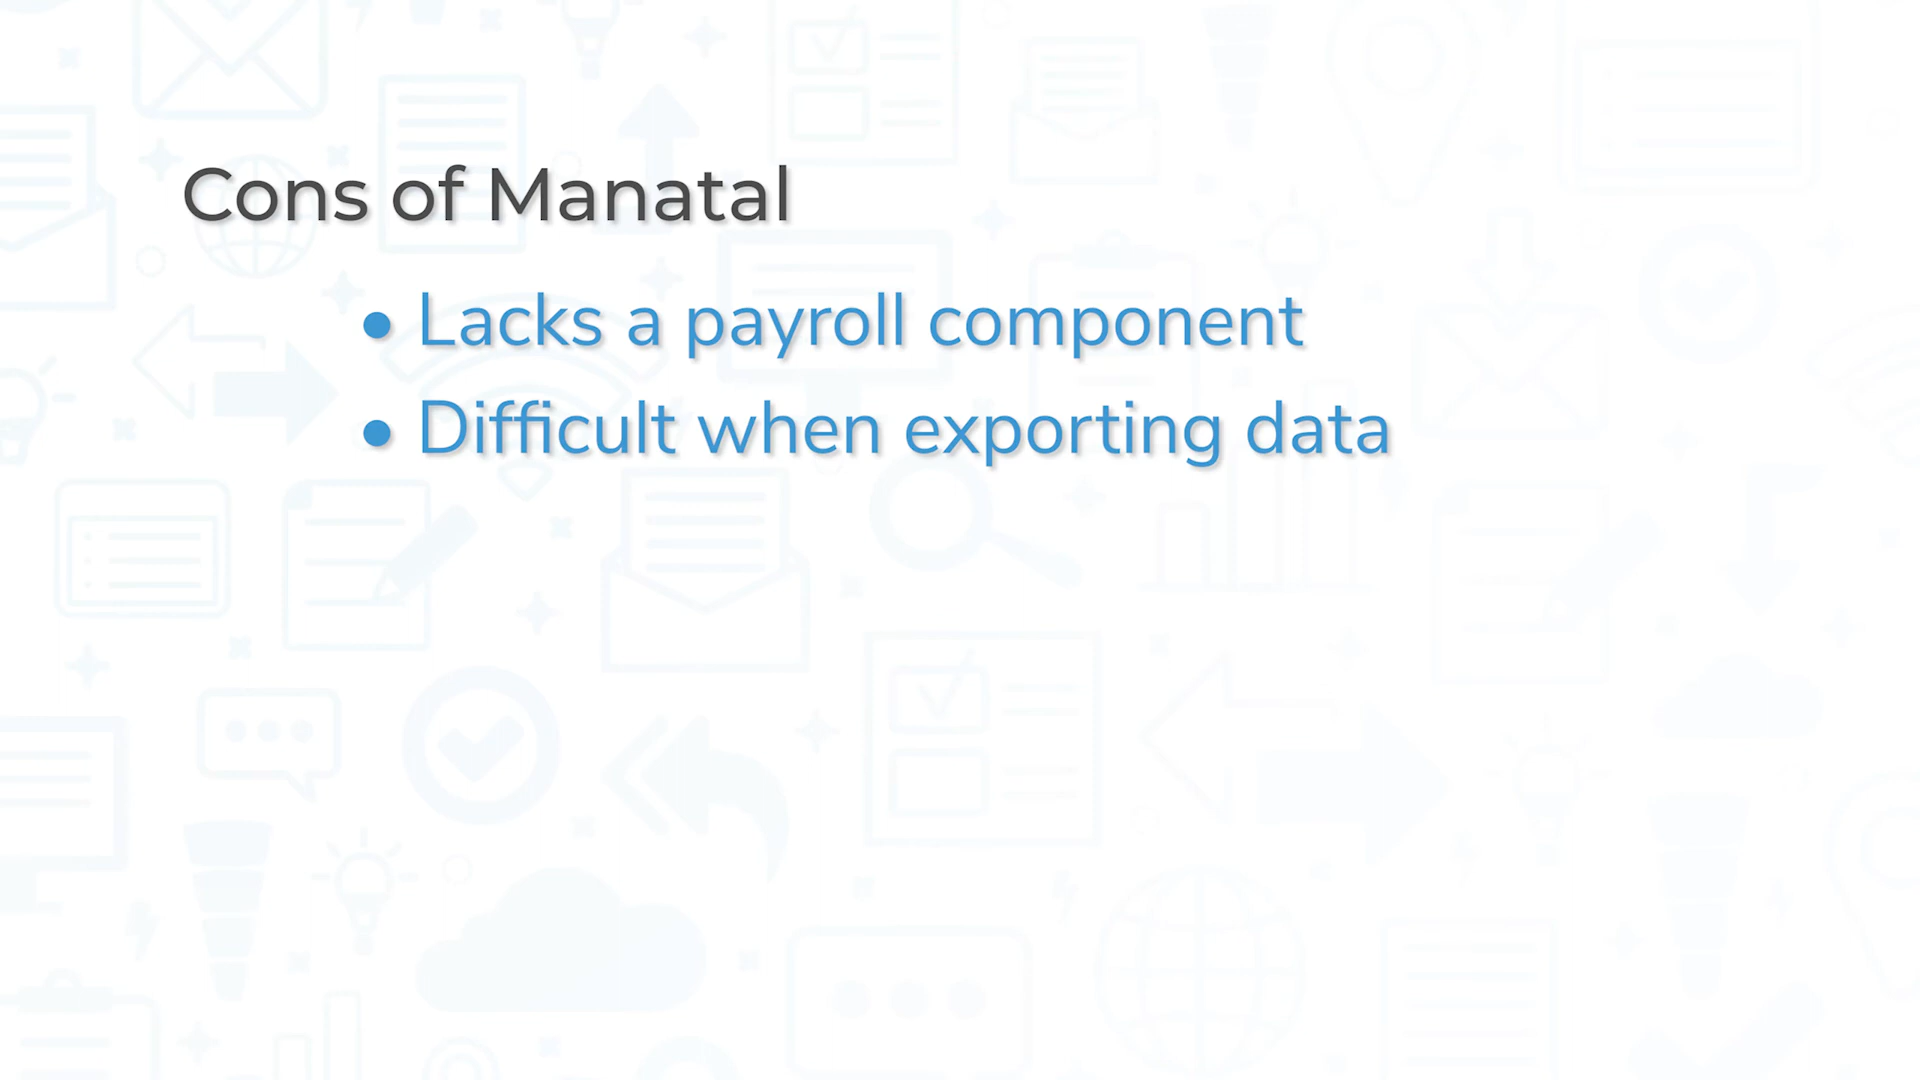 Cons of Manatal
• Lacks a payroll component
• Difficult when exporting data